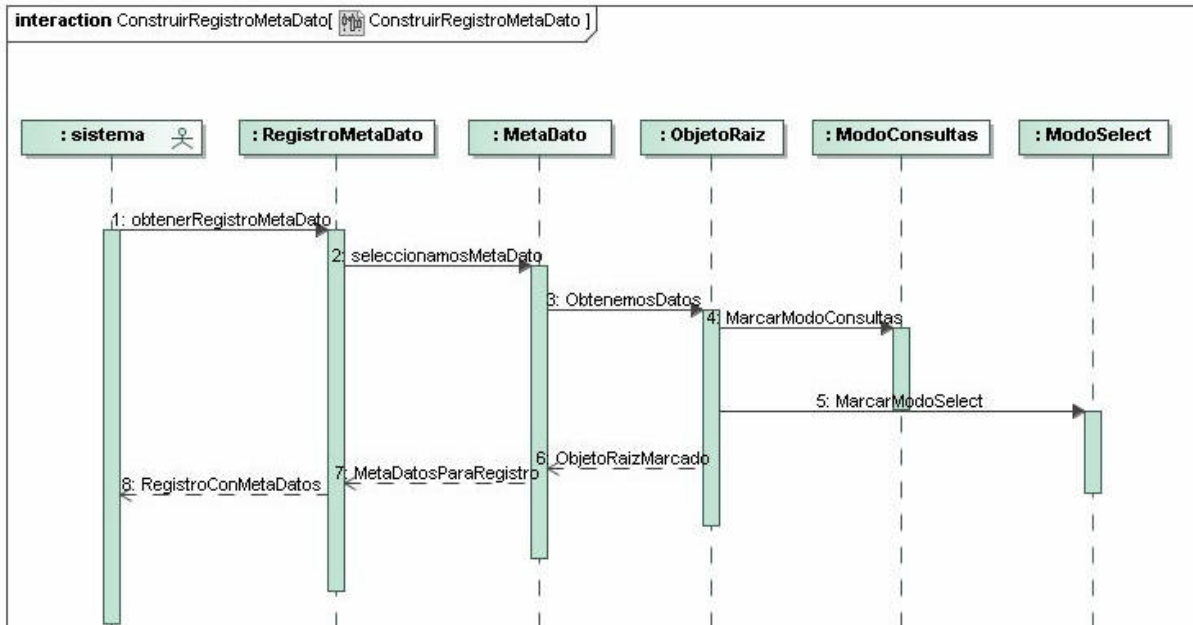 interaction ConstruirRegistroMetaDato[ ConstruirRegistroMetaDato ]
: sistema
: RegistroMetaDato
: MetaDato
: ObjetoRaiz
: ModoConsultas
: ModoSelect
1: obtenerRegistroMetaDato
2: seleccionamosMetaDato
3: ObtenemosDatos
4: MarcarModoConsultas
5: MarcarModoSelect
6: ObjetoRaizMarcado
7: MetaDatosParaRegistro
8: RegistroConMetaDatos